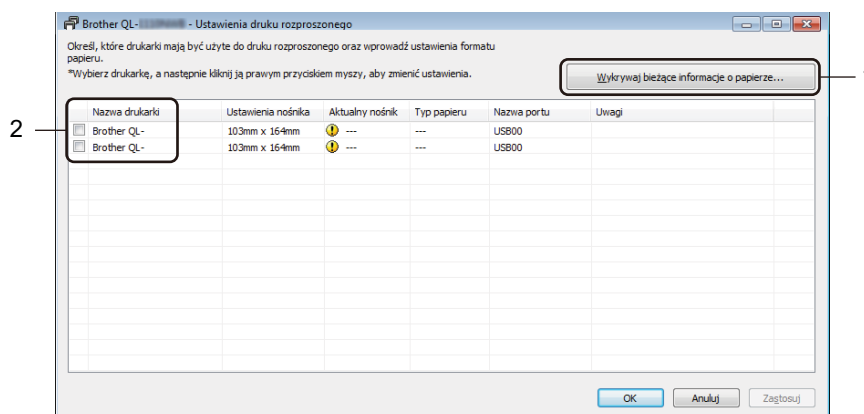 Brother QL- - Ustawienia druku rozproszonego
Określ, które drukarki mają być użyte do druku rozproszonego oraz wprowadź ustawienia formatu
papieru.
*Wybierz drukarkę, a następnie kliknij ją prawym przyciskiem myszy, aby zmienić ustawienia.
Wykrywaj bieżące informacje o papierze...
2
Nazwa drukarki Ustawienia nośnika Aktualny nośnik Typ papieru Nazwa portu Uwagi
Brother QL- 103mm x 164mm --- --- USB00
Brother QL- 103mm x 164mm --- --- USB00
OK Anuluj Zastosuj